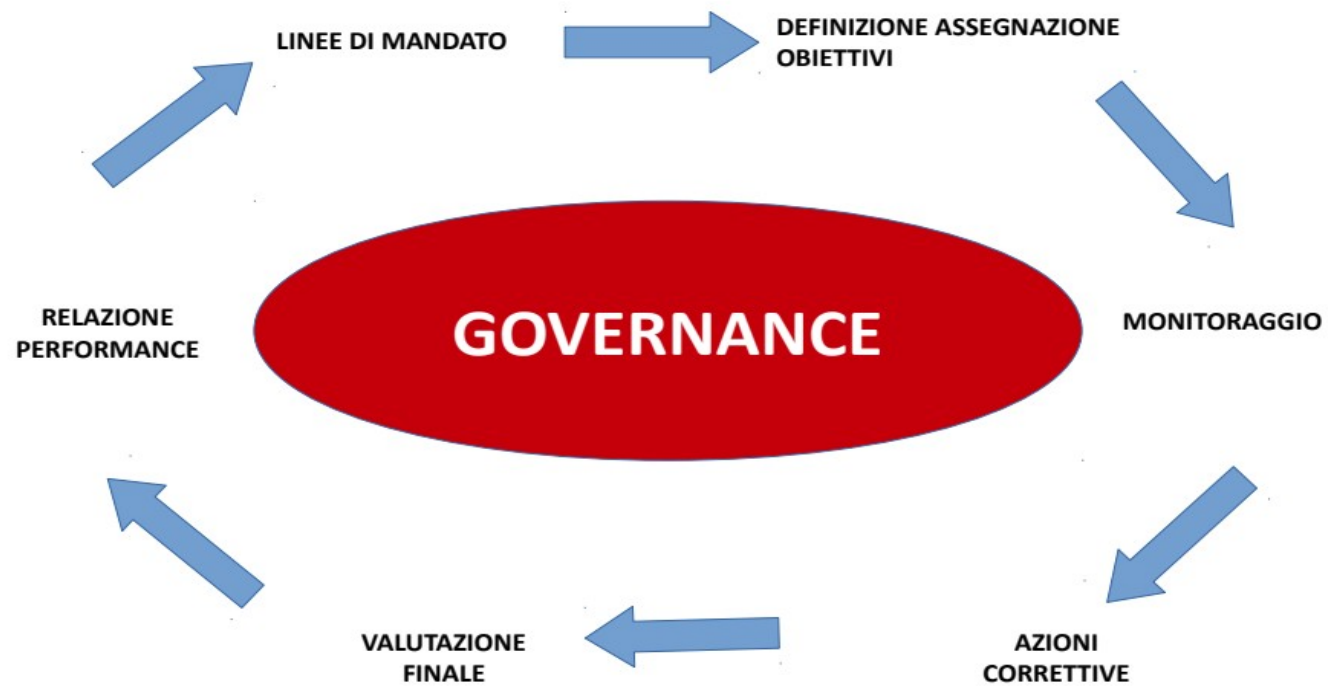 LINEE DI MANDATO
DEFINIZIONE ASSEGNAZIONE
OBIETTIVI
RELAZIONE
PERFORMANCE
GOVERNANCE
MONITORAGGIO
VALUTAZIONE
FINALE
AZIONI
CORRETTIVE